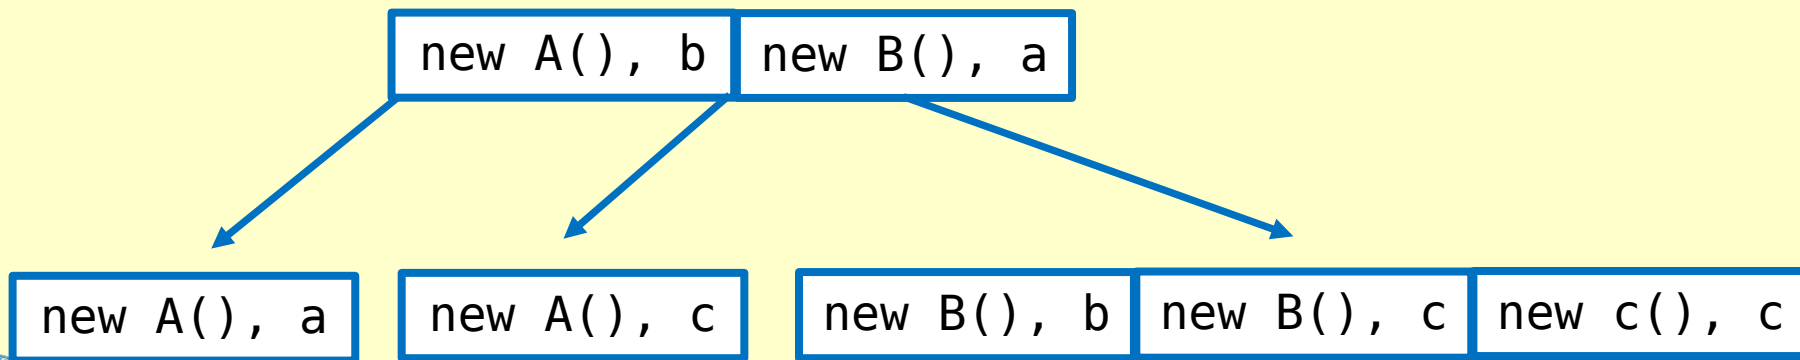 new A(), b
new B(), a
new A(), a
new A(), c
new B(), b
new B(), c
new c(), c